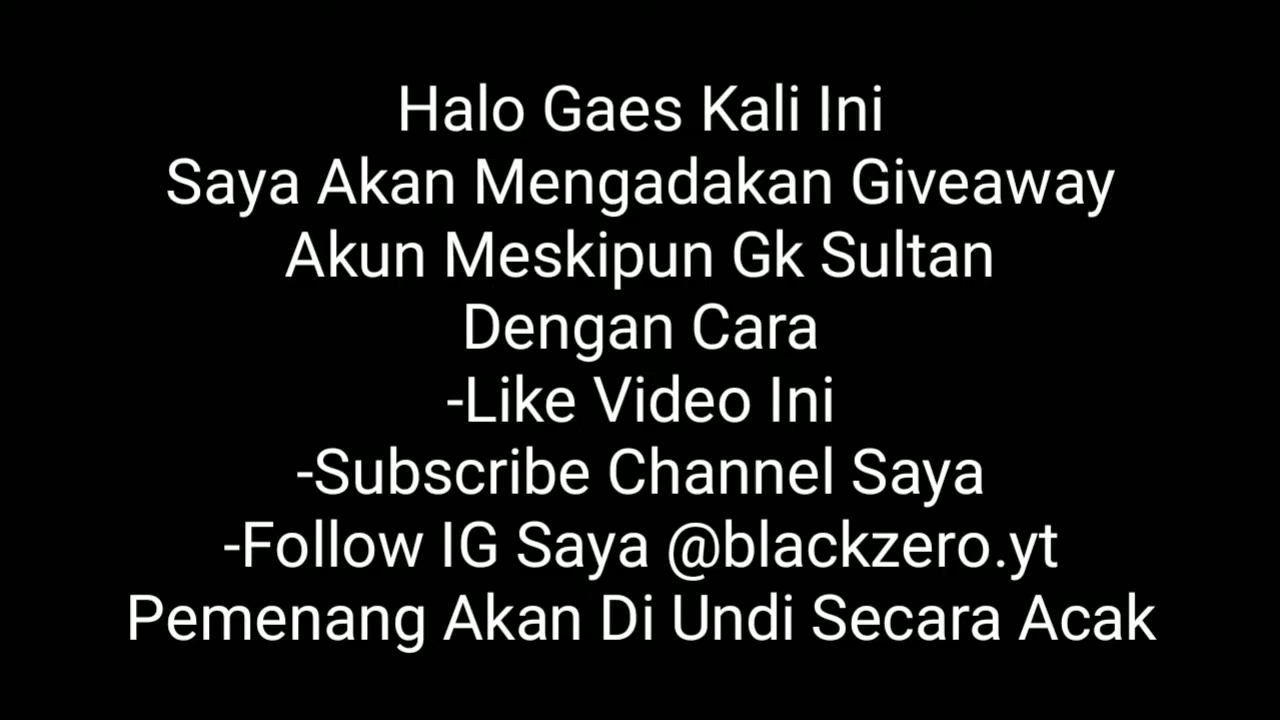 Halo Gaes Kali Ini
Saya Akan Mengadakan Giveaway
Akun Meskipun Gk Sultan
Dengan Cara
-Like Video Ini
-Subscribe Channel Saya
-Follow IG Saya @blackzero.yt
Pemenang Akan Di Undi Secara Acak